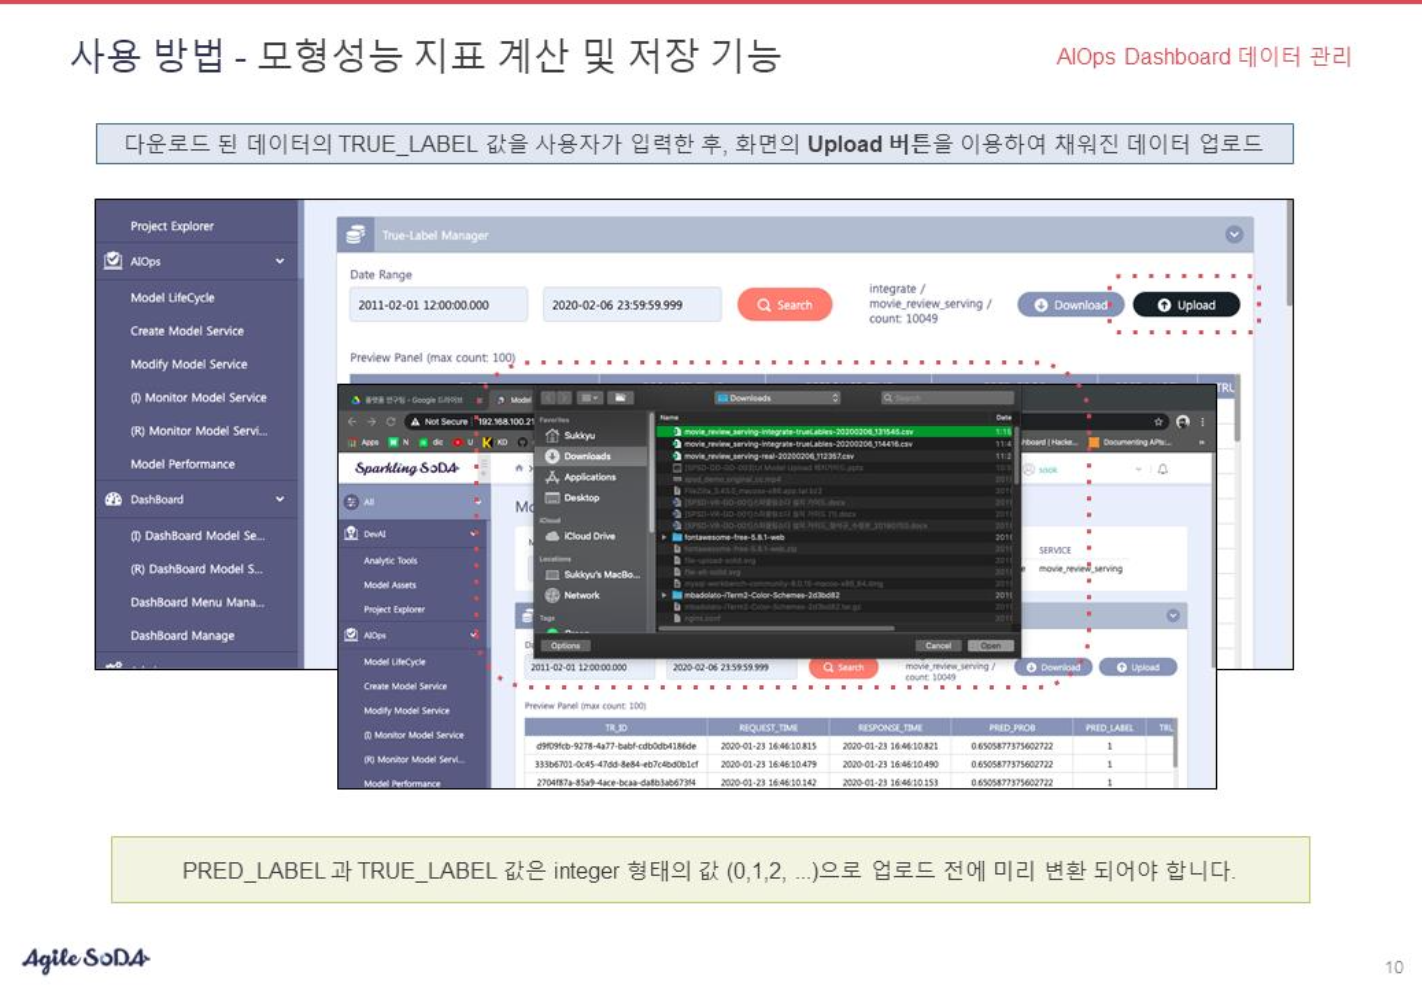 사용 방법 - 모형성능 지표 계산 및 저장 기능
AIOps Dashboard 데이터 관리
다운로드 된 데이터의 TRUE_LABEL 값을 사용자가 입력한 후, 화면의 Upload 버튼을 이용하여 채워진 데이터 업로드
Project Explorer
AIOps
Model LifeCycle
Create Model Service
Modify Model Service
(I) Monitor Model Service
(R) Monitor Model Servi...
Model Performance
DashBoard
(I) DashBoard Model Se...
(R) DashBoard Model S...
DashBoard Menu Mana...
DashBoard Manage
True-Label Manager
Date Range
2011-02-01 12:00:00.000
2020-02-06 23:59:59.999
Search
integrate /
movie_review_serving /
count: 10049
Download
Upload
Preview Panel (max count: 100)
Not Secure
192.168.100.21
Apps
Sparkling SoDA
All
DevAI
Analytic Tools
Model Assets
Project Explorer
AIOps
Model LifeCycle
Create Model Service
Modify Model Service
(I) Monitor Model Service
(R) Monitor Model Servi...
Model Performance
Favorites
Sukkyu
Downloads
Applications
Desktop
iCloud
iCloud Drive
Locations
Sukkyu's MacBo...
Network
Tags
Options
Downloads
Search
Name
Date
movie_review_serving-integrate-trueLables-20200206_131545.csv
movie_review_serving-integrate-trueLables-20200206_114416.csv
movie_review_serving-real-20200206_112357.csv
fontawesome-free-5.8.1-web
mbadolato-iTerm2-Color-Schemes-2d3bd82
Cancel
Open
SERVICE
movie_review_serving
2011-02-01 12:00:00.000
2020-02-06 23:59:59.999
Search
movie_review_serving /
count: 10049
Download
Upload
Preview Panel (max count: 100)
TR_ID REQUEST_TIME RESPONSE_TIME PRED_PROB PRED_LABEL
d9f09fcb-9278-4a77-babf-cdb0db4186de 2020-01-23 16:46:10.815 2020-01-23 16:46:10.821 0.6505877375602722 1
333b6701-0c45-47dd-8e84-eb7c4bd0b1cf 2020-01-23 16:46:10.479 2020-01-23 16:46:10.490 0.6505877375602722 1
2704f87a-85a9-4ace-bcaa-da8b3ab673f4 2020-01-23 16:46:10.142 2020-01-23 16:46:10.153 0.6505877375602722 1
PRED_LABEL 과 TRUE_LABEL 값은 integer 형태의 값 (0,1,2, ...)으로 업로드 전에 미리 변환 되어야 합니다.
Agile SoDA
10